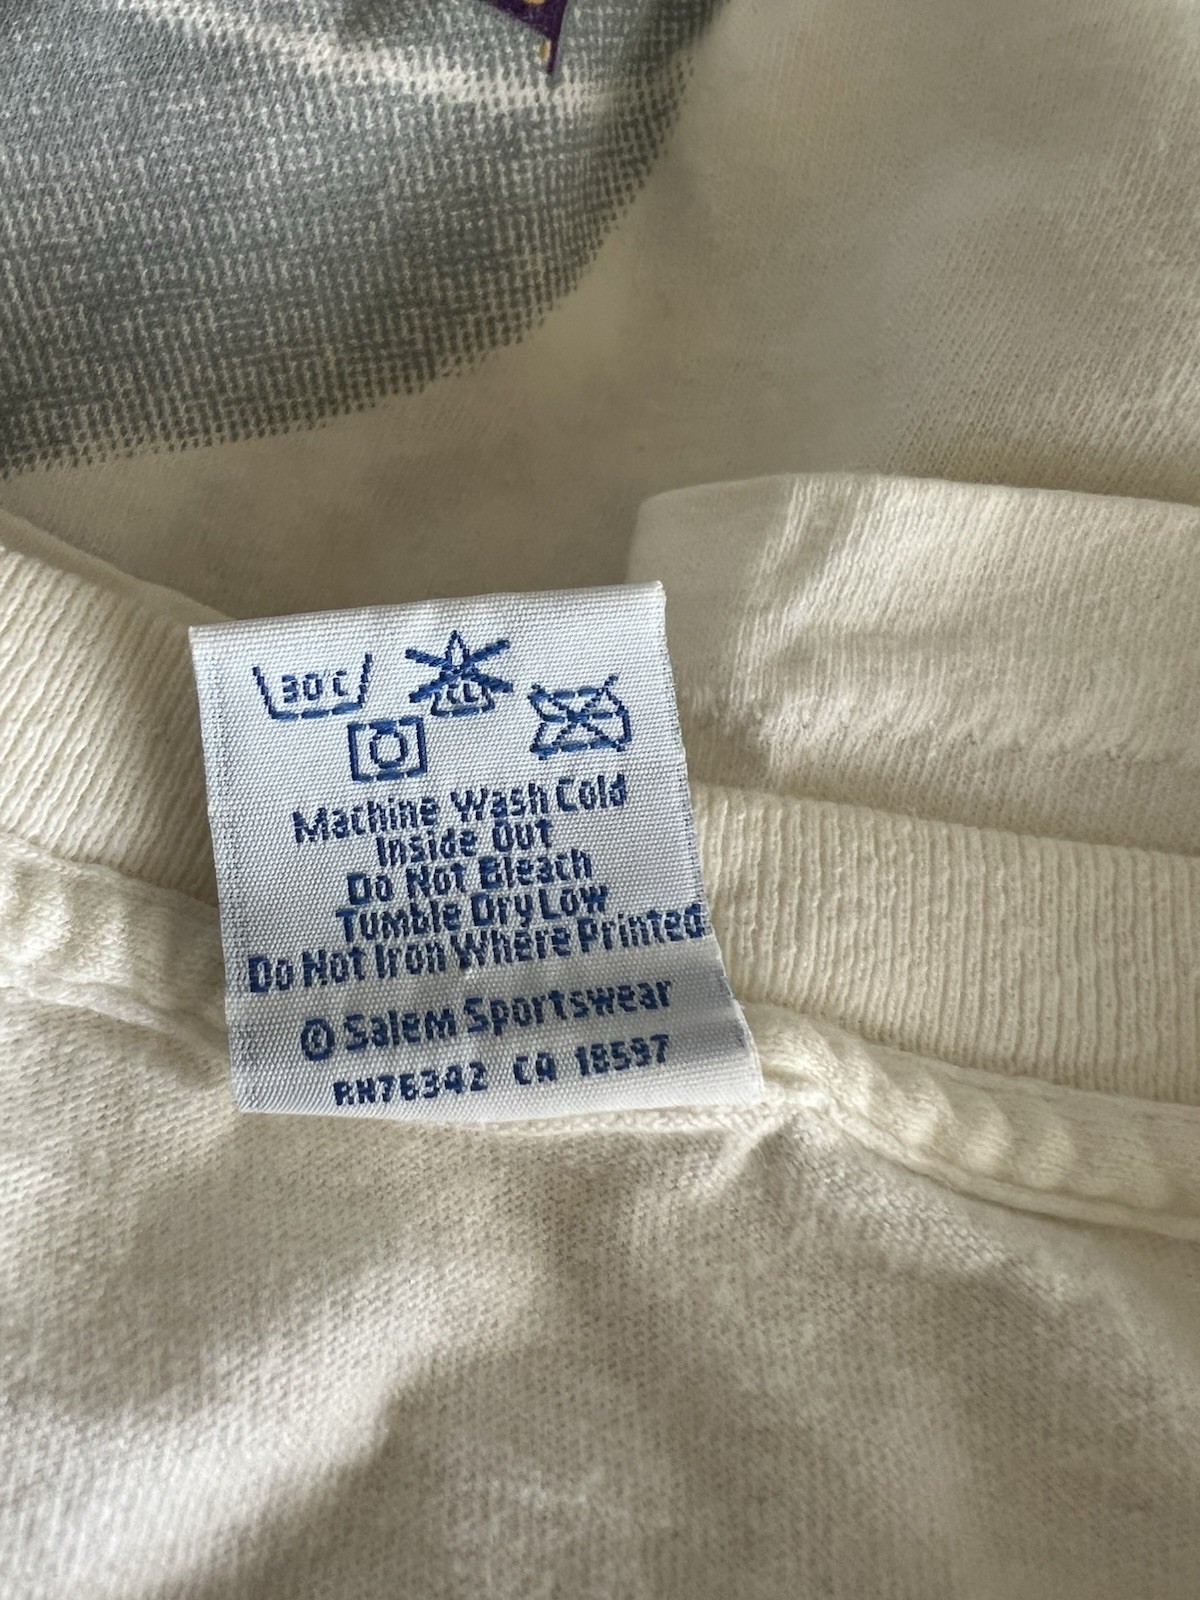 30 C
CL
Machine Wash Cold
Inside Out
Do Not Bleach
Tumble Dry Low
Do Not Iron Where Printed
© Salem Sportswear
RN76342 CA 18597